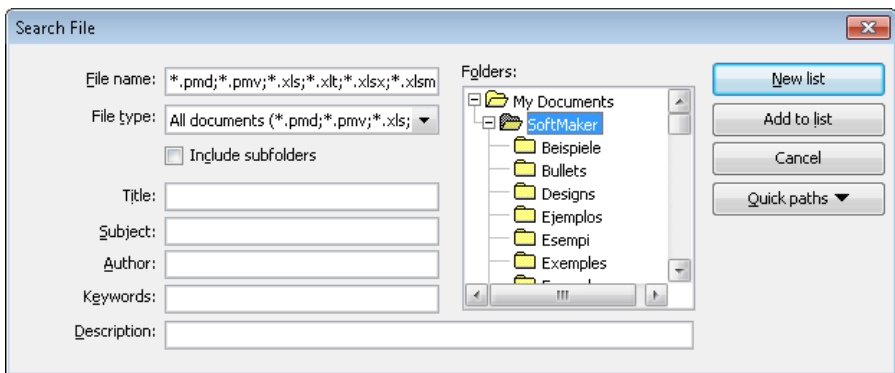 Search File
File name:
*.pmd;*.pmv;*.xls;*.xlt;*.xlsx;*.xlsm
File type:
All documents (*.pmd;*.pmv;*.xls;
Include subfolders
Title:
Subject:
Author:
Keywords:
Description:
Folders:
My Documents
SoftMaker
Beispiele
Bullets
Designs
Ejemplos
Esempi
Exemples
New list
Add to list
Cancel
Quick paths